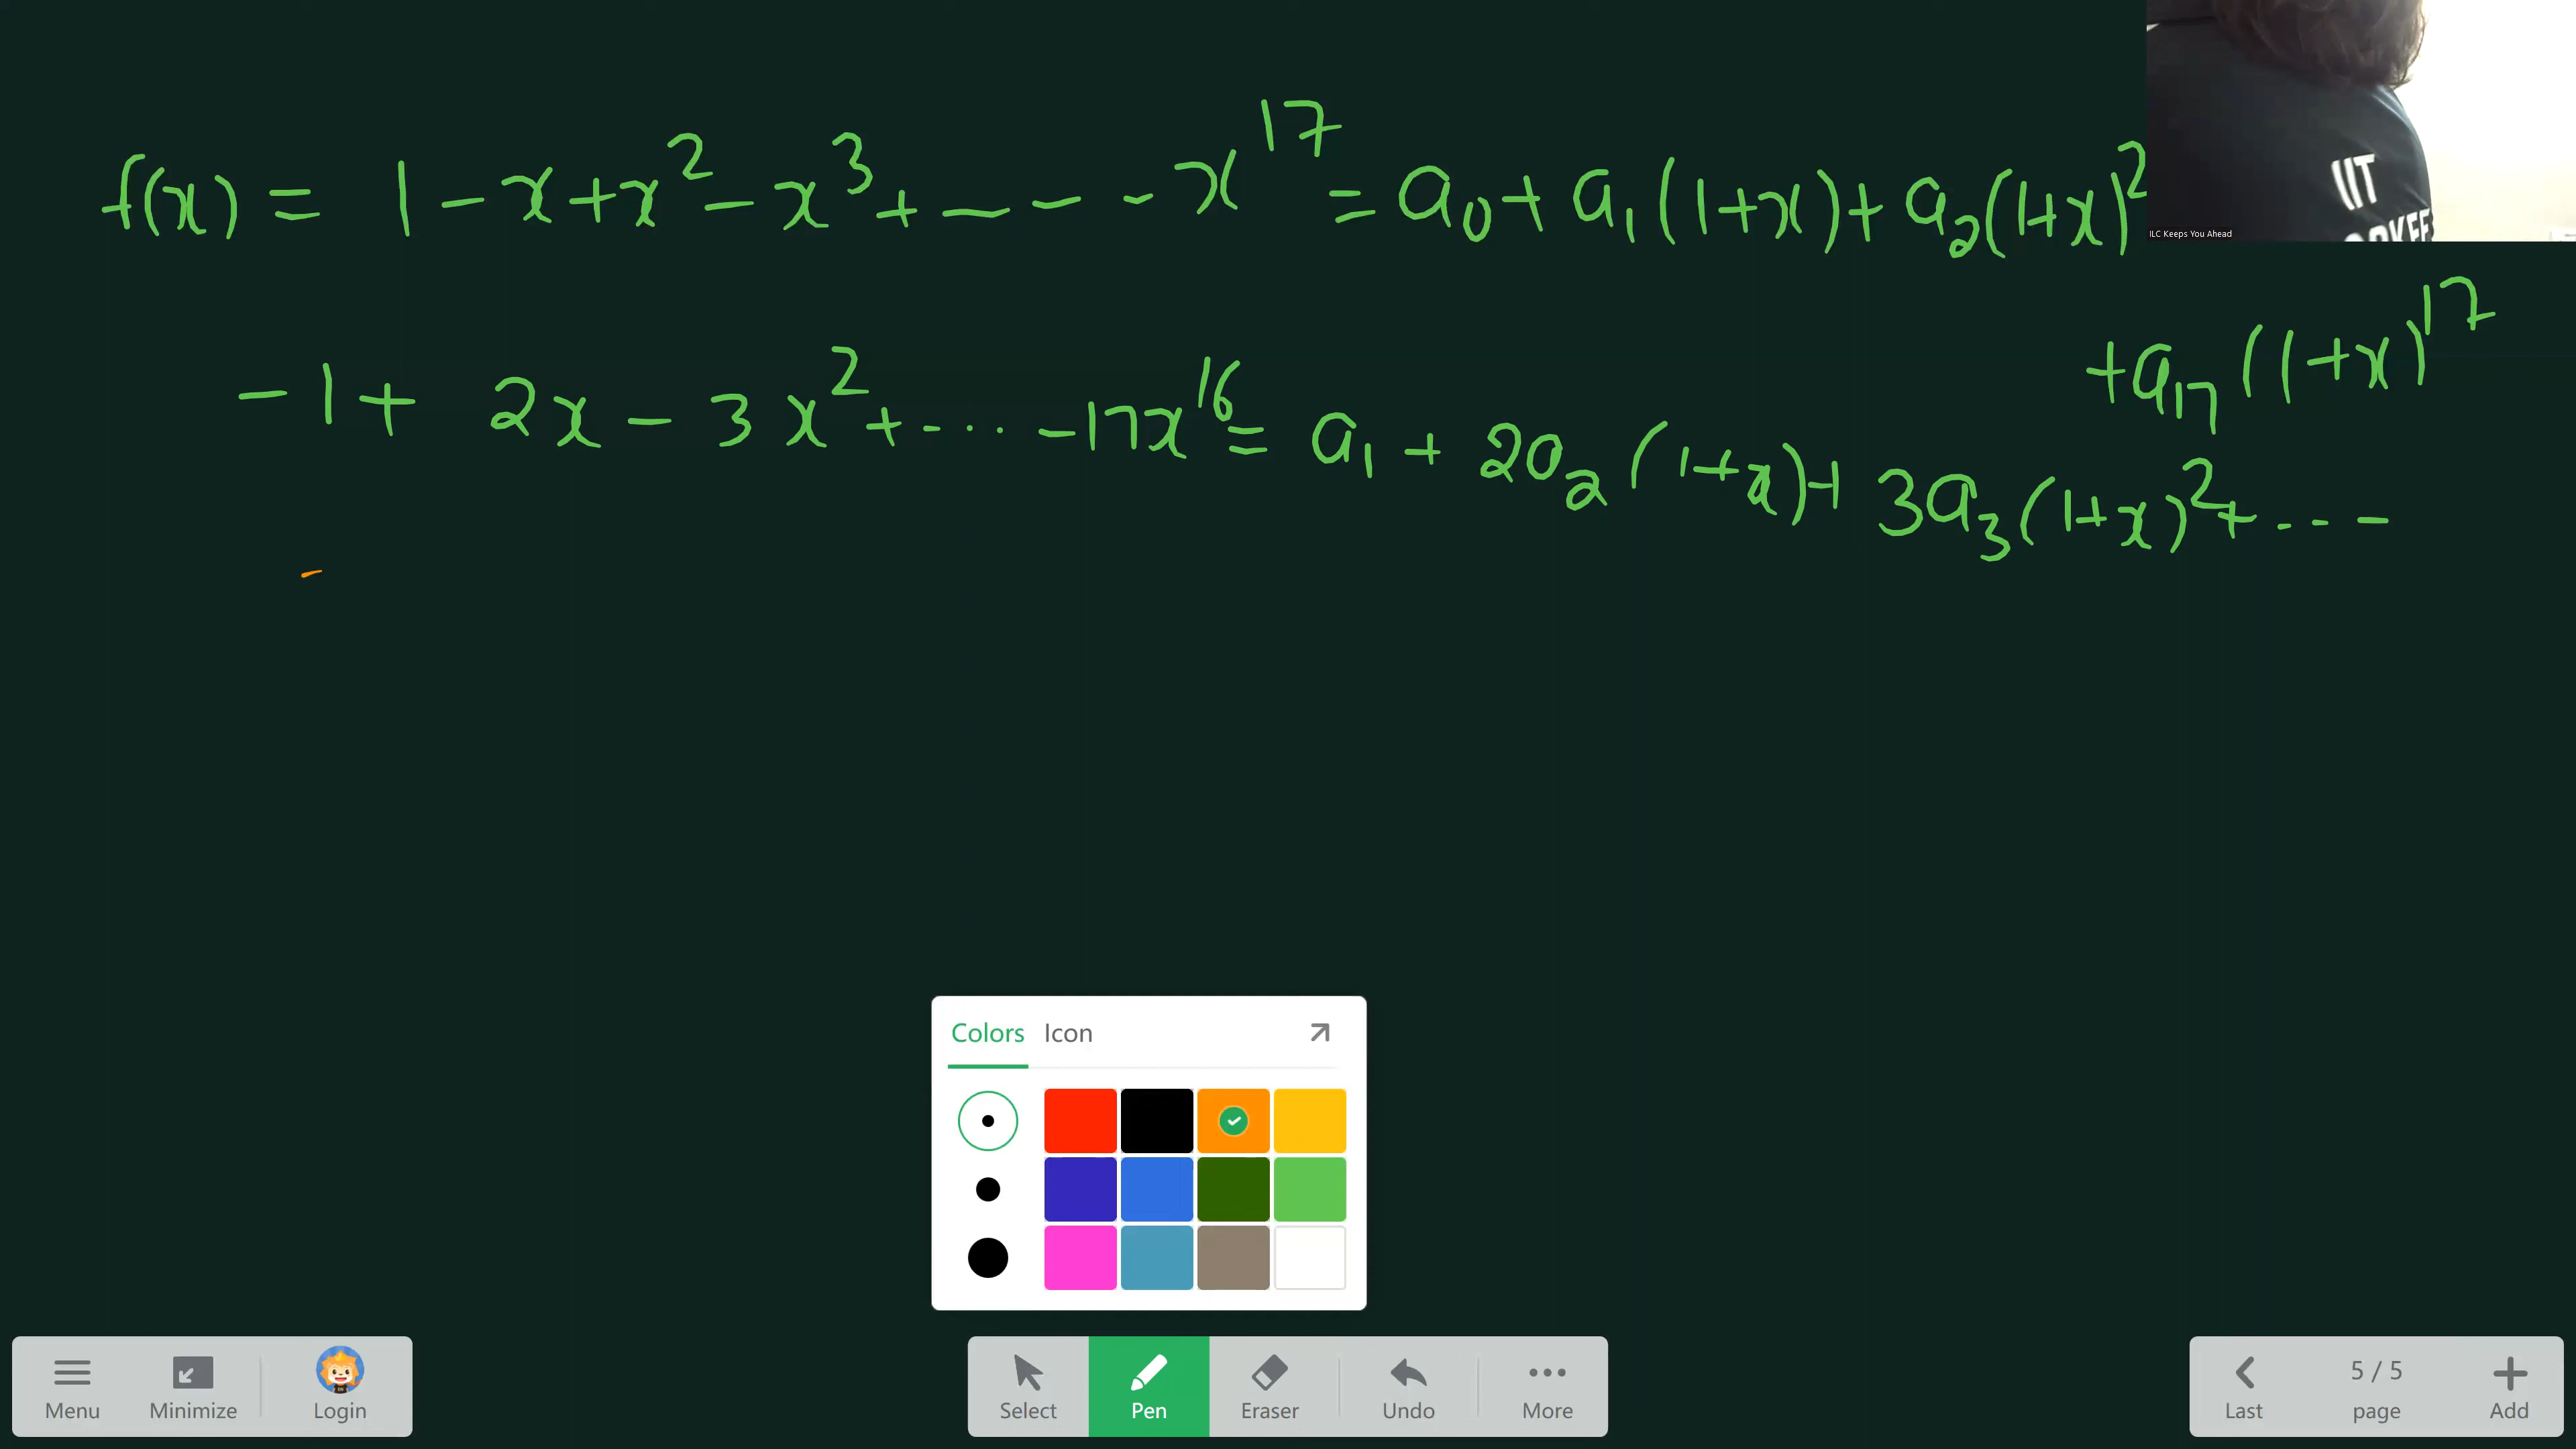 f(x) = 1 - x + x² - x³ + - - - x¹⁷ = a₀ + a₁(1+x) + a₂(1+x)²
+ a₁₇(1+x)¹⁷
-1 + 2x - 3x² + - ... - 17x¹⁶ = a₁ + 2a₂(1+x) + 3a₃(1+x)² + - - -
-
IIT
ILC Keeps You Ahead
Colors Icon
Menu Minimize Login
Select Pen Eraser Undo More
5 / 5
Last page Add